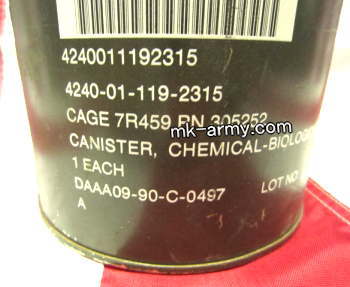 4240011192315
4240-01-119-2315
CAGE 7R459 PN 305252
mk-army.com
CANISTER, CHEMICAL-BIOLOG
1 EACH
DAAA09-90-C-0497 LOT NO
A